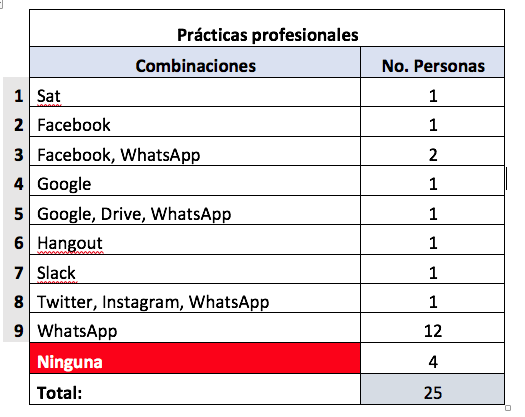 Prácticas profesionales
Combinaciones No. Personas
1 Sat 1
2 Facebook 1
3 Facebook, WhatsApp 2
4 Google 1
5 Google, Drive, WhatsApp 1
6 Hangout 1
7 Slack 1
8 Twitter, Instagram, WhatsApp 1
9 WhatsApp 12
Ninguna 4
Total: 25